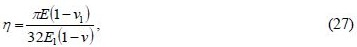 η = πE(1−ν₁) / 32E₁(1−ν), (27)